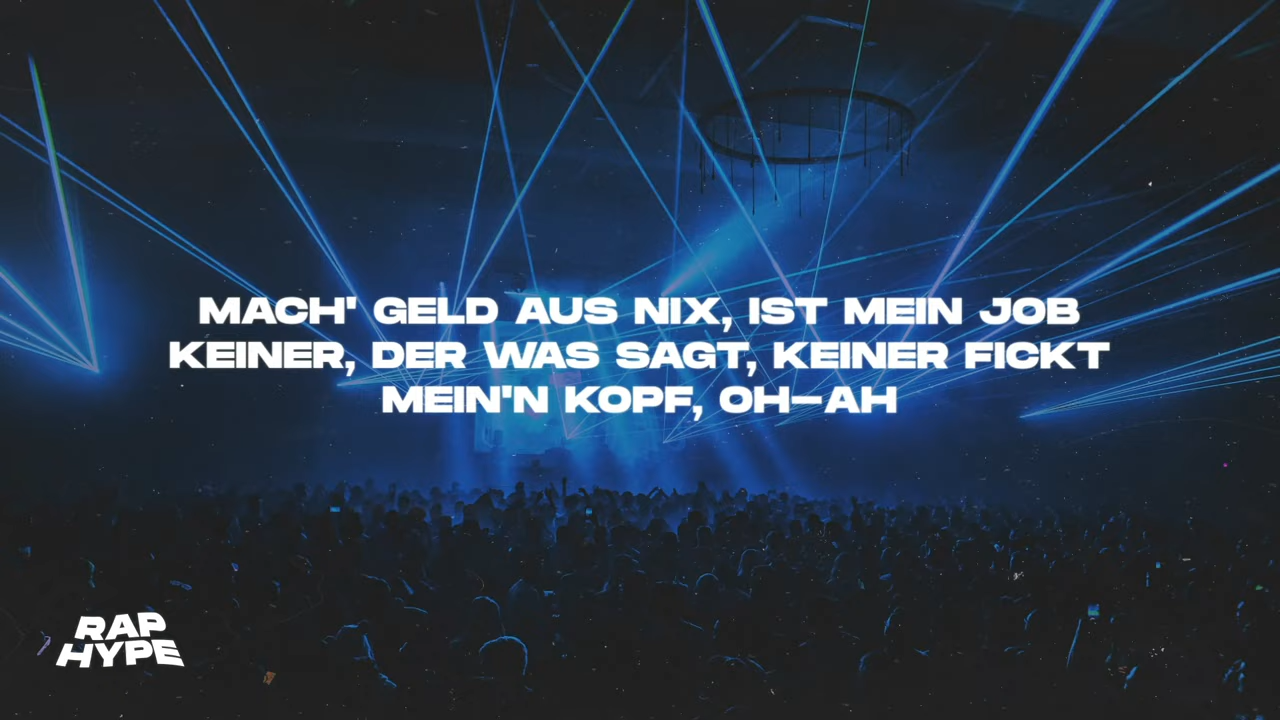 MACH' GELD AUS NIX, IST MEIN JOB
KEINER, DER WAS SAGT, KEINER FICKT
MEIN'N KOPF, OH-AH
RAP
HYPE